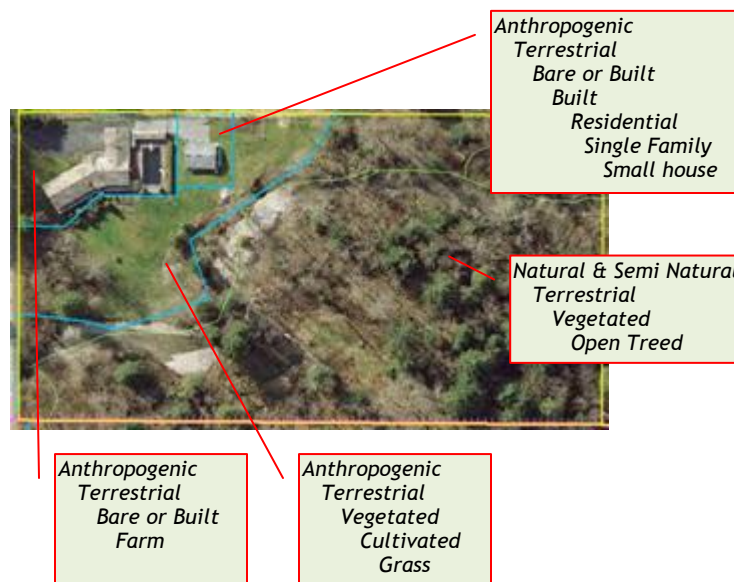 Anthropogenic
Terrestrial
Bare or Built
Built
Residential
Single Family
Small house
Natural & Semi Natural
Terrestrial
Vegetated
Open Treed
Anthropogenic
Terrestrial
Bare or Built
Farm
Anthropogenic
Terrestrial
Vegetated
Cultivated
Grass